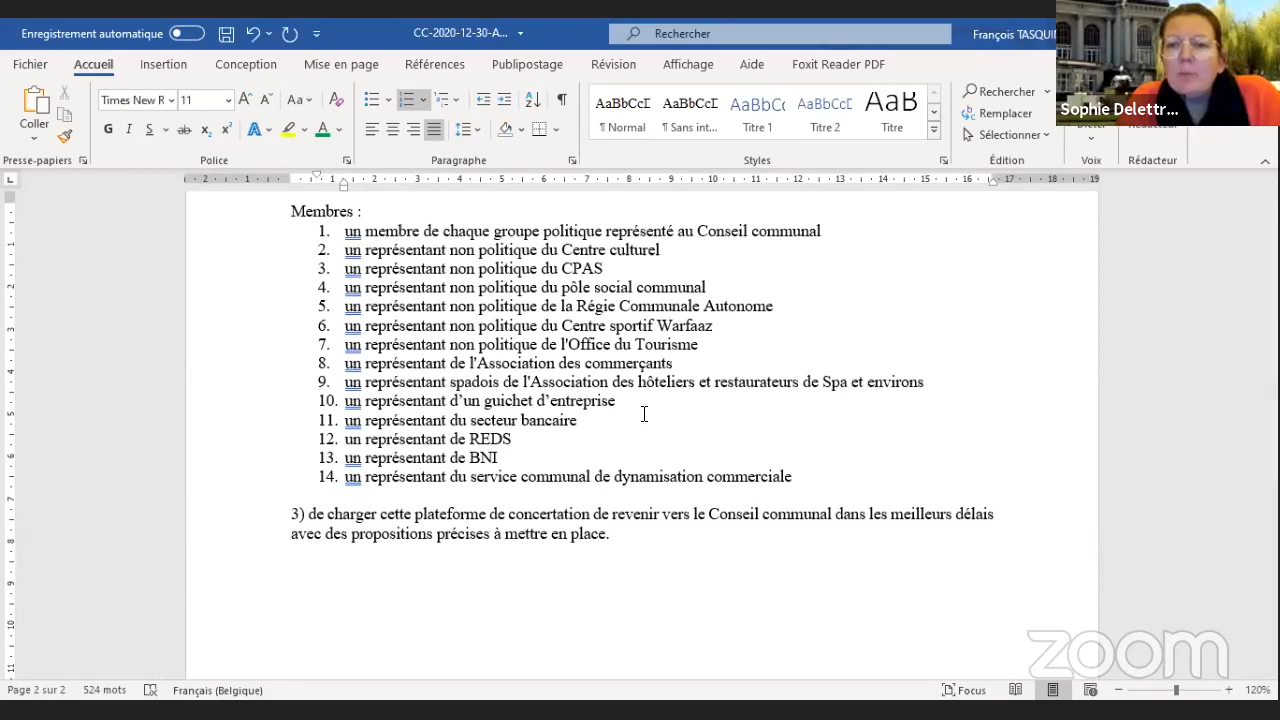 Enregistrement automatique
CC-2020-12-30-A...
Rechercher
François TASQUIN
Sophie Delettr...
Fichier Accueil Insertion Conception Mise en page Références Publipostage Révision Affichage Aide Foxit Reader PDF
Coller
Times New R 11
AaBbCcD AaBbCcD AaBbCc AaBbCcD AaB
¶ Normal ¶ Sans int... Titre 1 Titre 2 Titre
Rechercher
Remplacer
Sélectionner
Presse-papiers Police Paragraphe Styles Édition Voix Rédacteur
Membres :
1. un membre de chaque groupe politique représenté au Conseil communal
2. un représentant non politique du Centre culturel
3. un représentant non politique du CPAS
4. un représentant non politique du pôle social communal
5. un représentant non politique de la Régie Communale Autonome
6. un représentant non politique du Centre sportif Warfaaz
7. un représentant non politique de l'Office du Tourisme
8. un représentant de l'Association des commerçants
9. un représentant spadois de l'Association des hôteliers et restaurateurs de Spa et environs
10. un représentant d’un guichet d’entreprise
11. un représentant du secteur bancaire
12. un représentant de REDS
13. un représentant de BNI
14. un représentant du service communal de dynamisation commerciale
3) de charger cette plateforme de concertation de revenir vers le Conseil communal dans les meilleurs délais
avec des propositions précises à mettre en place.
zoom
Page 2 sur 2 524 mots Français (Belgique) Focus 120%